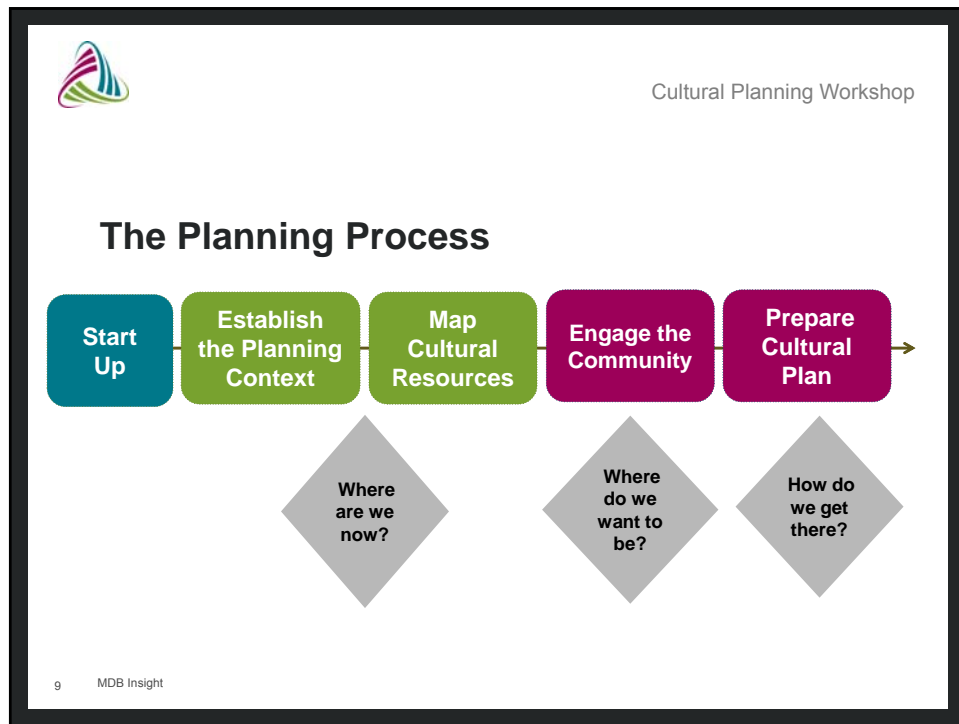 Cultural Planning Workshop
The Planning Process
Start
Up
Establish
the Planning
Context
Map
Cultural
Resources
Engage the
Community
Prepare
Cultural
Plan
Where
are we
now?
Where
do we
want to
be?
How do
we get
there?
9 MDB Insight